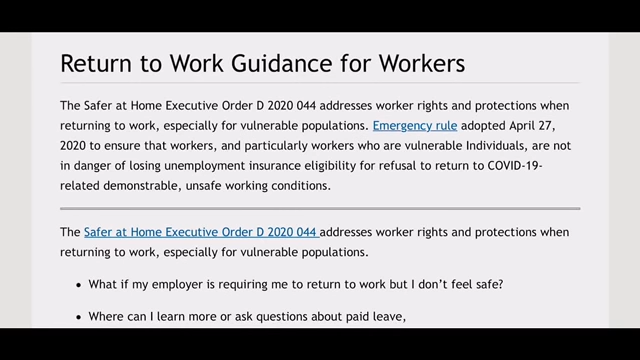 Return to Work Guidance for Workers
The Safer at Home Executive Order D 2020 044 addresses worker rights and protections when
returning to work, especially for vulnerable populations. Emergency rule adopted April 27,
2020 to ensure that workers, and particularly workers who are vulnerable Individuals, are not
in danger of losing unemployment insurance eligibility for refusal to return to COVID-19-
related demonstrable, unsafe working conditions.
The Safer at Home Executive Order D 2020 044 addresses worker rights and protections when
returning to work, especially for vulnerable populations.
• What if my employer is requiring me to return to work but I don’t feel safe?
• Where can I learn more or ask questions about paid leave,